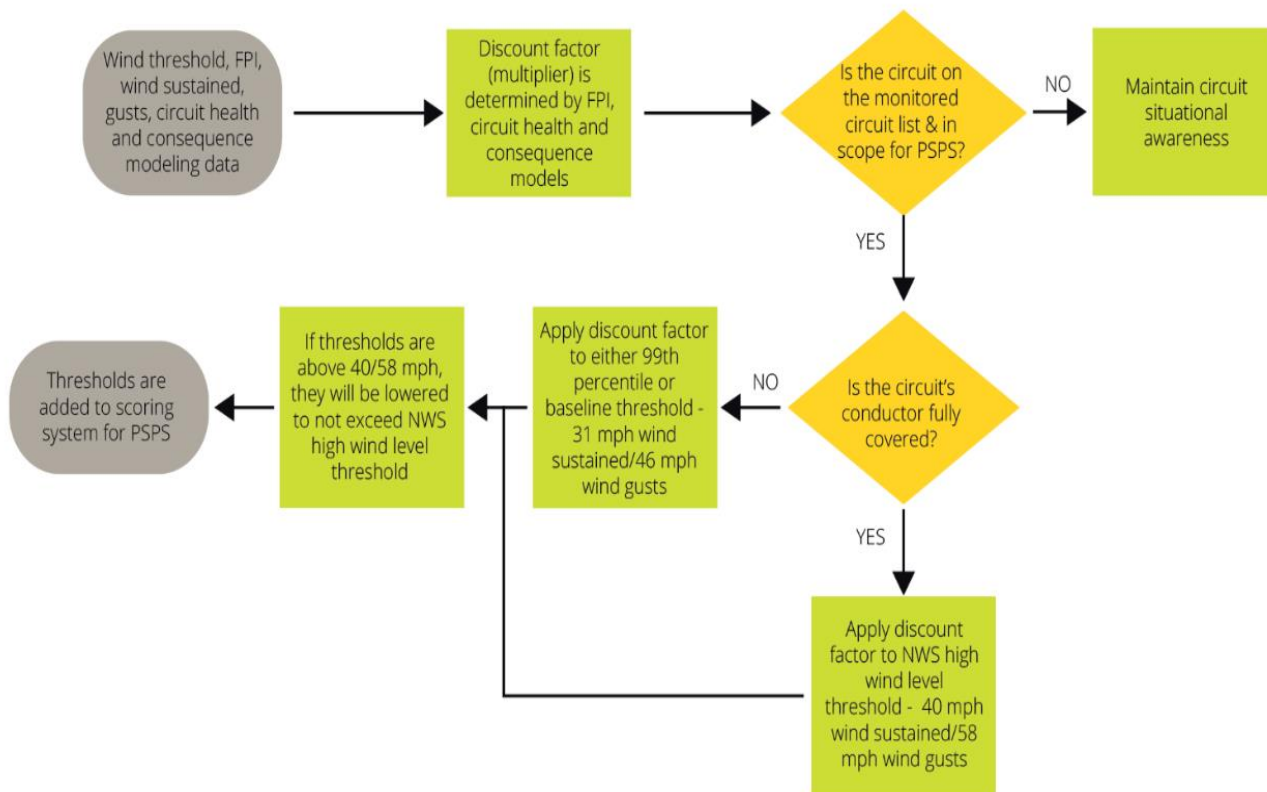 Wind threshold, FPI,
wind sustained,
gusts, circuit health
and consequence
modeling data
Discount factor
(multiplier) is
determined by FPI,
circuit health and
consequence
models
Is the circuit on
the monitored
circuit list & in
scope for PSPS?
NO
Maintain circuit
situational
awareness
YES
Is the circuit’s
conductor fully
covered?
NO
Apply discount factor
to either 99th
percentile or
baseline threshold -
31 mph wind
sustained/46 mph
wind gusts
If thresholds are
above 40/58 mph,
they will be lowered
to not exceed NWS
high wind level
threshold
Thresholds are
added to scoring
system for PSPS
YES
Apply discount
factor to NWS high
wind level
threshold - 40 mph
wind sustained/58
mph wind gusts